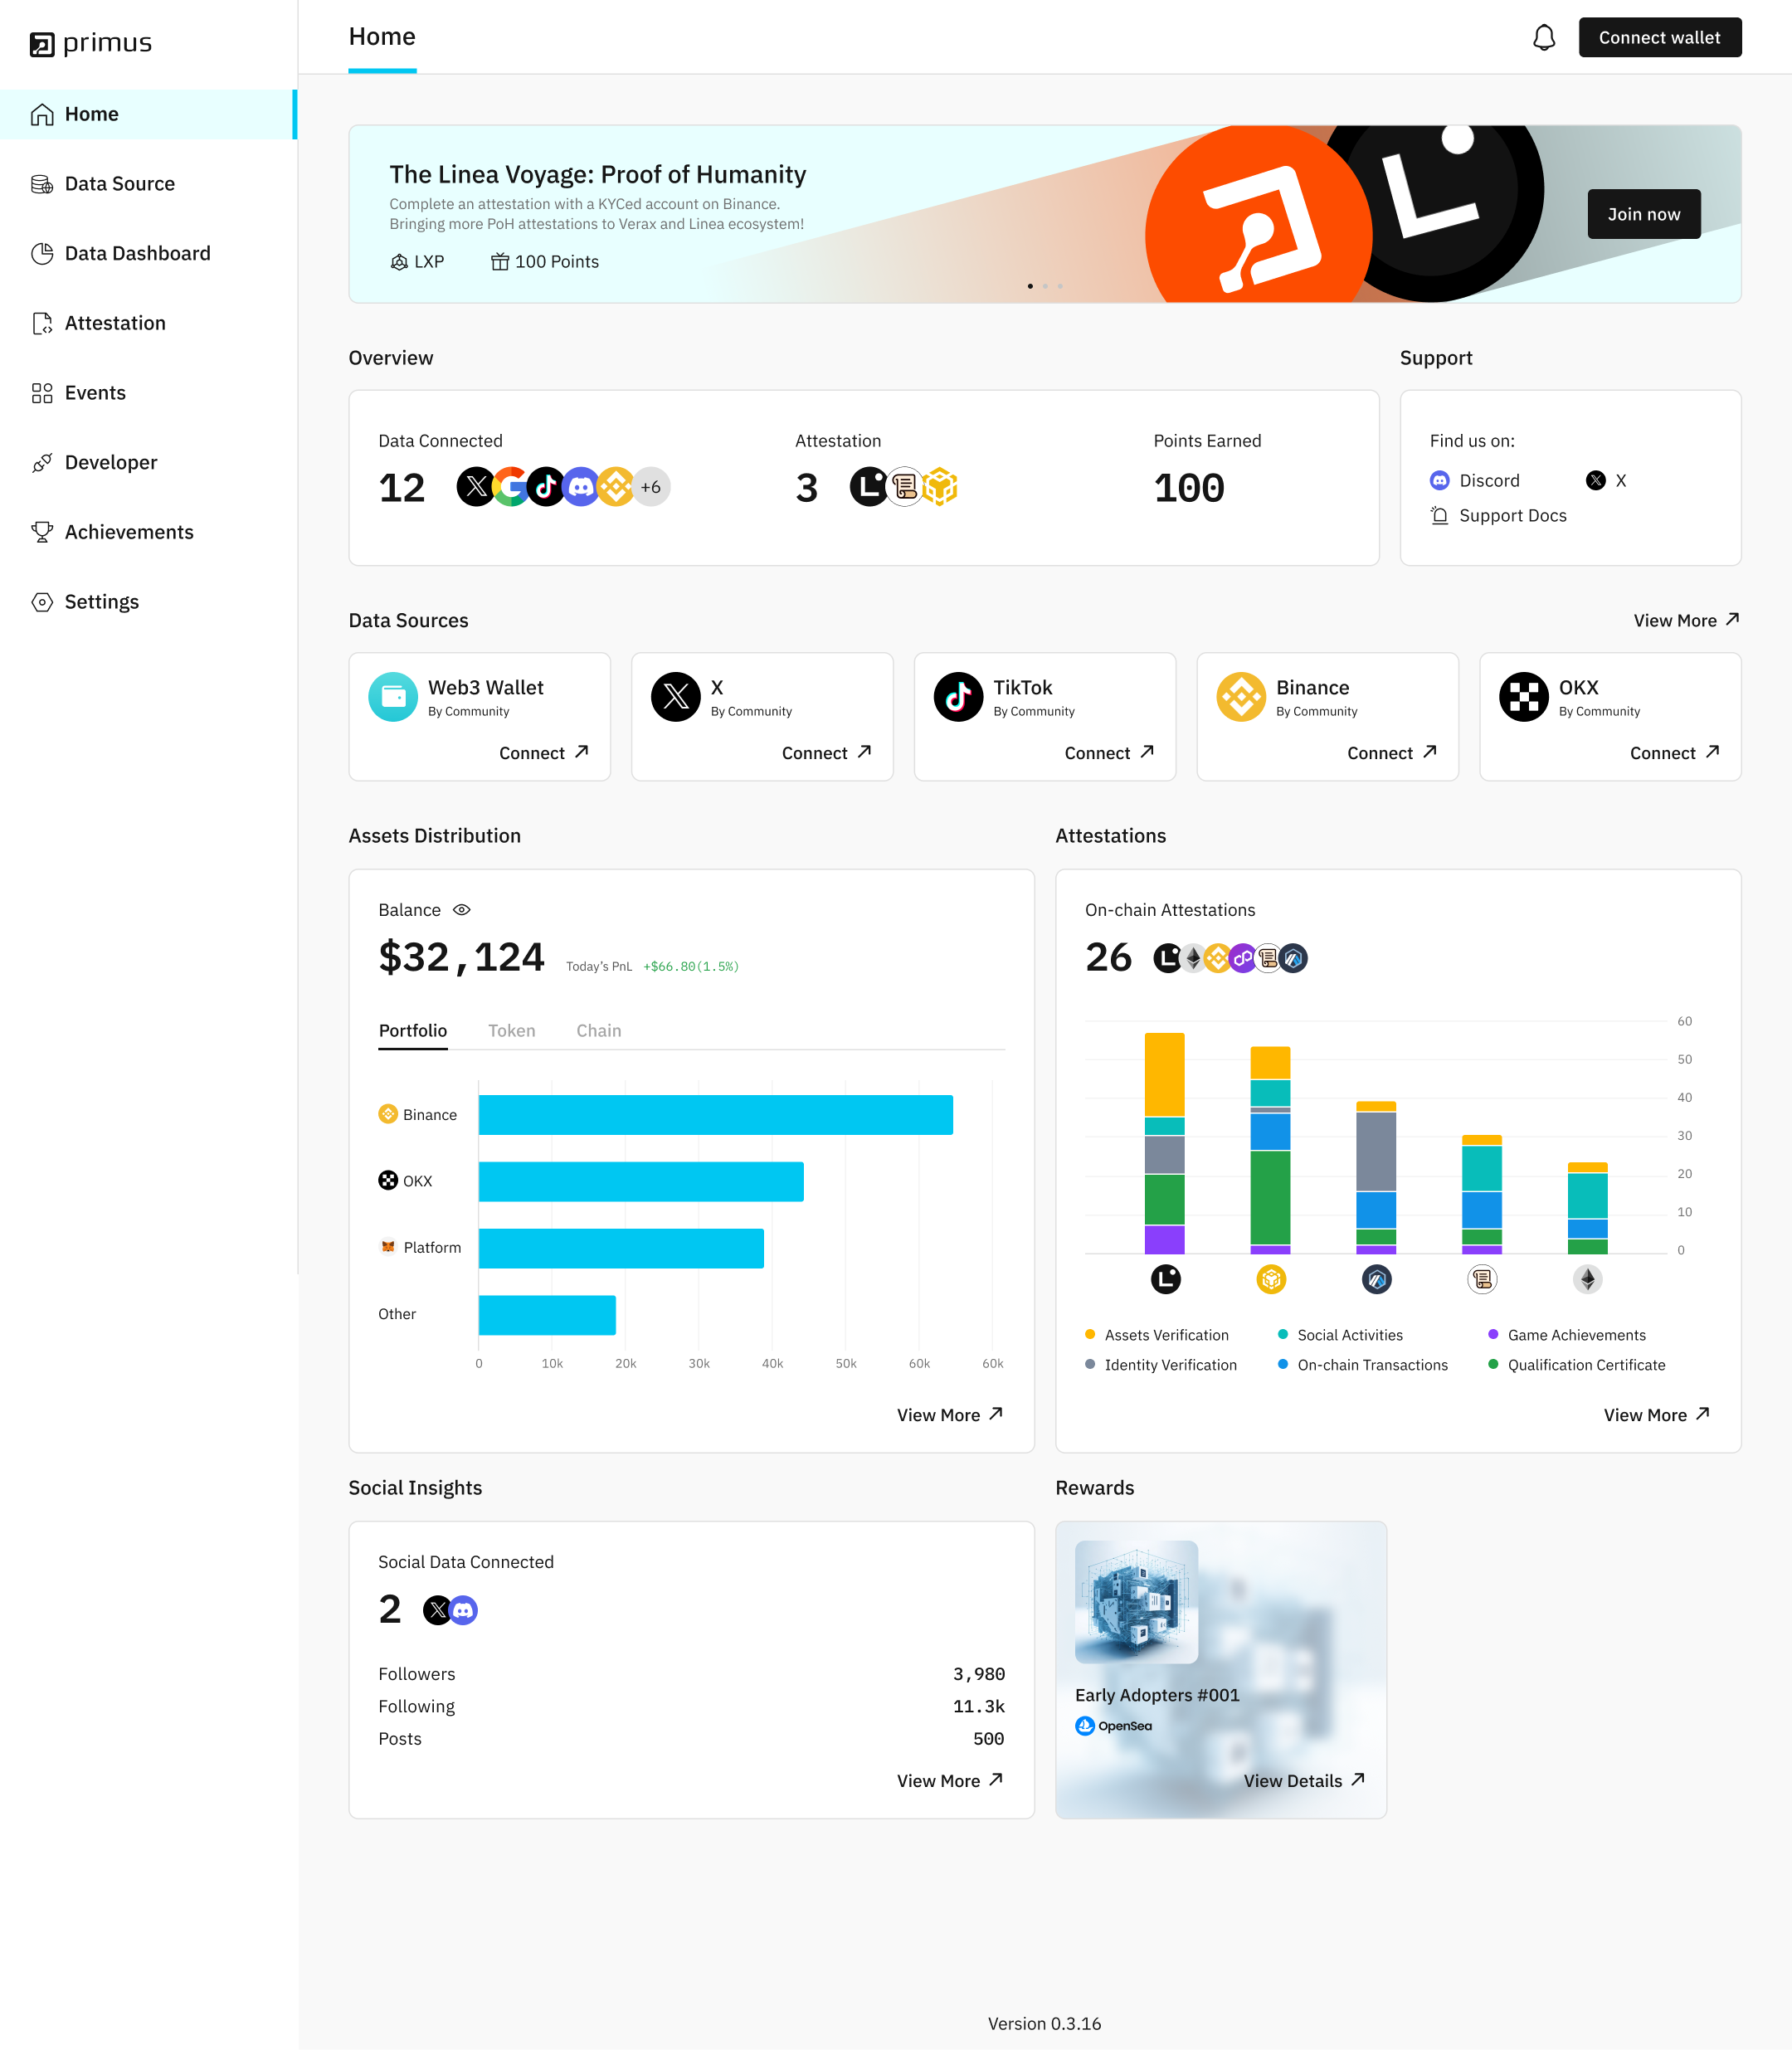 primus
Home
Data Source
Data Dashboard
Attestation
Events
Developer
Achievements
Settings
Home
Connect wallet
The Linea Voyage: Proof of Humanity
Complete an attestation with a KYCed account on Binance.
Bringing more PoH attestations to Verax and Linea ecosystem!
LXP
100 Points
Join now
Overview
Data Connected
12
+6
Attestation
3
Points Earned
100
Support
Find us on:
Discord
X
Support Docs
Data Sources
View More
Web3 Wallet
By Community
Connect
X
By Community
Connect
TikTok
By Community
Connect
Binance
By Community
Connect
OKX
By Community
Connect
Assets Distribution
Balance
$32,124
Today's PnL +$66.80(1.5%)
Portfolio
Token
Chain
Binance
OKX
Platform
Other
0 10k 20k 30k 40k 50k 60k 60k
View More
Attestations
On-chain Attestations
26
60
50
40
30
20
10
0
Assets Verification
Social Activities
Game Achievements
Identity Verification
On-chain Transactions
Qualification Certificate
View More
Social Insights
Social Data Connected
2
Followers 3,980
Following 11.3k
Posts 500
View More
Rewards
Early Adopters #001
OpenSea
View Details
Version 0.3.16